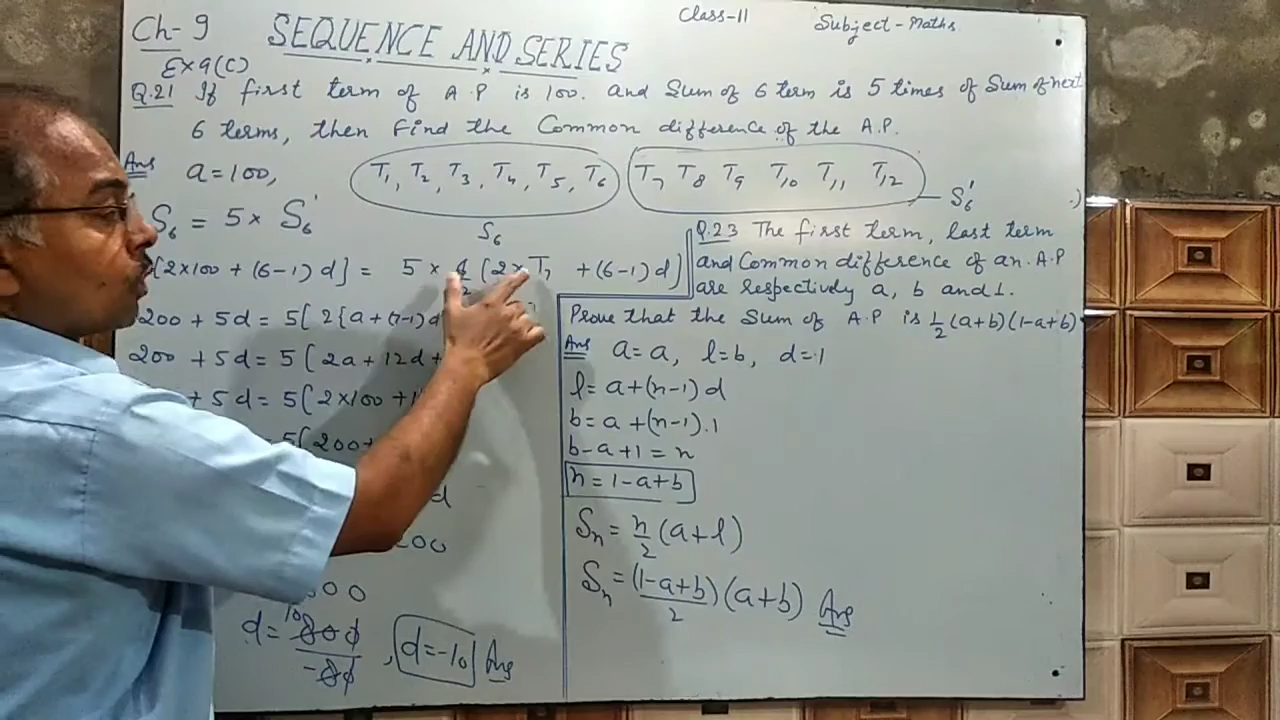 Ch-9 SEQUENCE AND SERIES Class-11 Subject-Maths
Ex 9(C)
Q.21 If first term of A.P is 100. and Sum of 6 term is 5 times of Sum of next
6 terms, then Find the Common difference of the A.P.
Ans a=100, T1, T2, T3, T4, T5, T6 T7 T8 T9 T10 T11 T12
S6 = 5 × S6' S6 S6'
[2×100 + (6-1) d] = 5 × 6/2 [2×T7 + (6-1) d]
200 + 5d = 5[ 2{a + (7-1) d
200 + 5d = 5[ 2a + 12d +
+ 5d = 5[ 2×100 + 1
= 5[ 200+
d
200
00
d = 800/-80 , d = -10 Ans
Q.23 The first term, last term
and Common difference of an A.P
are respectively a, b and 1.
Prove that the Sum of A.P is 1/2 (a+b)(1-a+b)
Ans a=a, l=b, d=1
l= a+(n-1) d
b= a +(n-1).1
b-a+1 = n
n = 1-a+b
Sn = n/2 (a+l)
Sn = (1-a+b)/2 (a+b) Ans